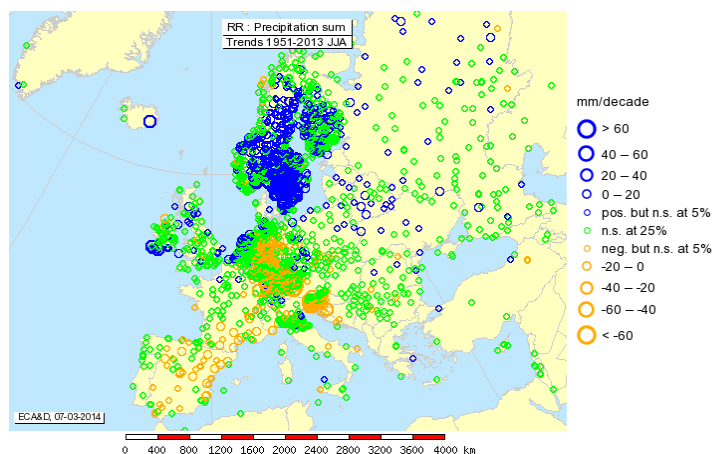 RR : Precipitation sum
Trends 1951-2013 JJA
mm/decade
> 60
40 – 60
20 – 40
0 – 20
pos. but n.s. at 5%
n.s. at 25%
neg. but n.s. at 5%
-20 – 0
-40 – -20
-60 – -40
< -60
ECA&D, 07-03-2014
0 400 800 1200 1600 2000 2400 2800 3200 3600 4000 km